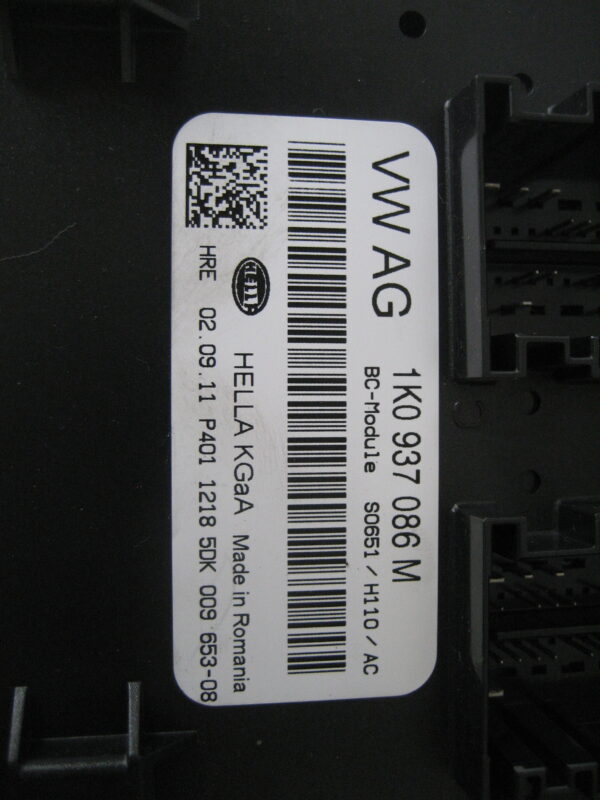 VW AG 1K0 937 086 M
BC-Module S0651 / H110 / AC
HELLA HELLA KGaA Made in Romania
HRE 02.09.11 P401 1218 5DK 009 653-08
C